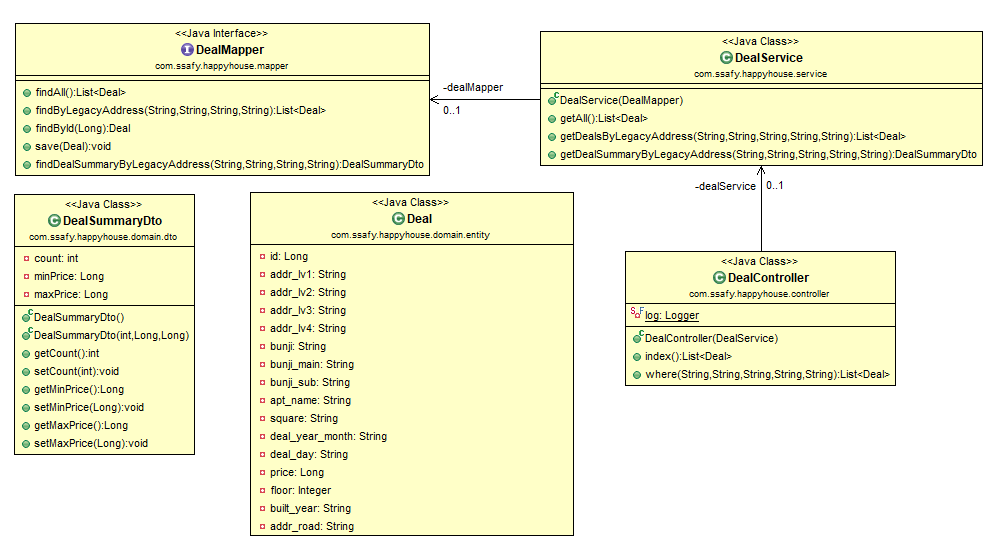 <<Java Interface>>
I DealMapper
com.ssafy.happyhouse.mapper
findAll():List<Deal>
findByLegacyAddress(String,String,String,String):List<Deal>
findById(Long):Deal
save(Deal):void
findDealSummaryByLegacyAddress(String,String,String,String):DealSummaryDto
-dealMapper
0..1
<<Java Class>>
C DealService
com.ssafy.happyhouse.service
C DealService(DealMapper)
getAll():List<Deal>
getDealsByLegacyAddress(String,String,String,String,String):List<Deal>
getDealSummaryByLegacyAddress(String,String,String,String,String):DealSummaryDto
-dealService
0..1
<<Java Class>>
C DealSummaryDto
com.ssafy.happyhouse.domain.dto
count: int
minPrice: Long
maxPrice: Long
C DealSummaryDto()
C DealSummaryDto(int,Long,Long)
getCount():int
setCount(int):void
getMinPrice():Long
setMinPrice(Long):void
getMaxPrice():Long
setMaxPrice(Long):void
<<Java Class>>
C Deal
com.ssafy.happyhouse.domain.entity
id: Long
addr_lv1: String
addr_lv2: String
addr_lv3: String
addr_lv4: String
bunji: String
bunji_main: String
bunji_sub: String
apt_name: String
square: String
deal_year_month: String
deal_day: String
price: Long
floor: Integer
built_year: String
addr_road: String
<<Java Class>>
C DealController
com.ssafy.happyhouse.controller
S F log: Logger
C DealController(DealService)
index():List<Deal>
where(String,String,String,String,String):List<Deal>